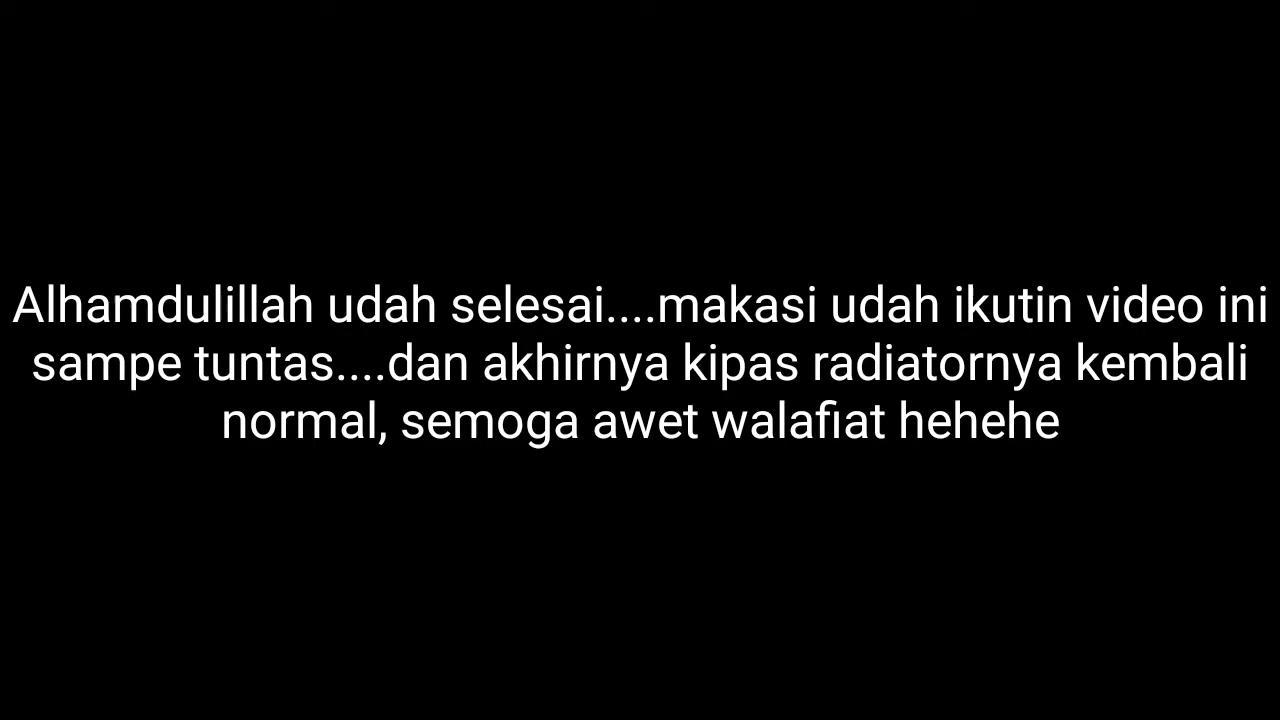 Alhamdulillah udah selesai....makasi udah ikutin video ini
sampe tuntas....dan akhirnya kipas radiatornya kembali
normal, semoga awet walafiat hehehe